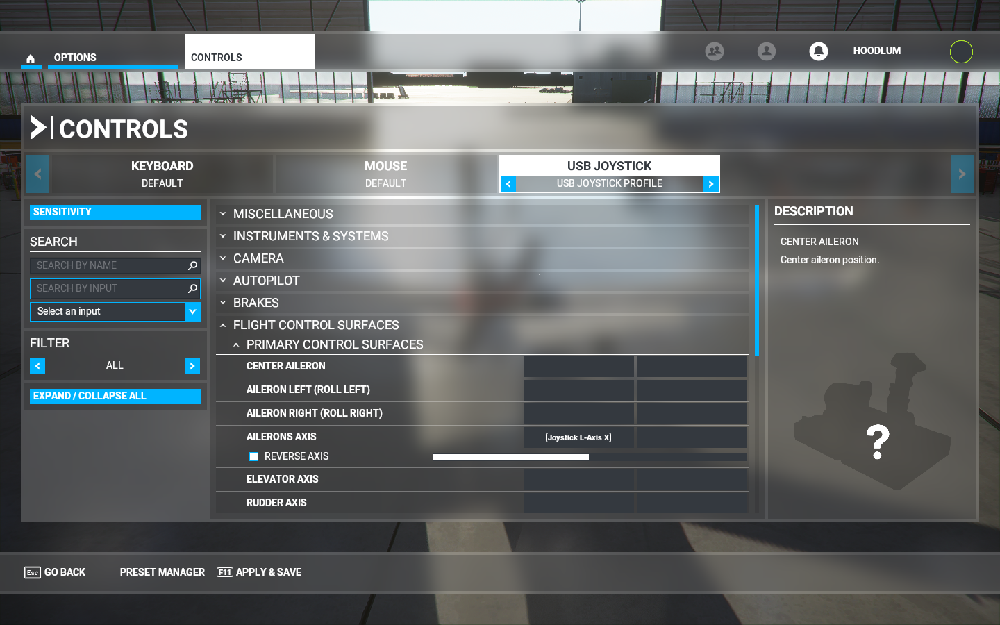 OPTIONS
CONTROLS
HOODLUM
CONTROLS
KEYBOARD
DEFAULT
MOUSE
DEFAULT
USB JOYSTICK
USB JOYSTICK PROFILE
SENSITIVITY
SEARCH
SEARCH BY NAME
SEARCH BY INPUT
Select an input
FILTER
ALL
EXPAND / COLLAPSE ALL
MISCELLANEOUS
INSTRUMENTS & SYSTEMS
CAMERA
AUTOPILOT
BRAKES
FLIGHT CONTROL SURFACES
PRIMARY CONTROL SURFACES
CENTER AILERON
AILERON LEFT (ROLL LEFT)
AILERON RIGHT (ROLL RIGHT)
AILERONS AXIS
Joystick L-Axis X
REVERSE AXIS
ELEVATOR AXIS
RUDDER AXIS
DESCRIPTION
CENTER AILERON
Center aileron position.
?
Esc GO BACK
PRESET MANAGER
F11 APPLY & SAVE